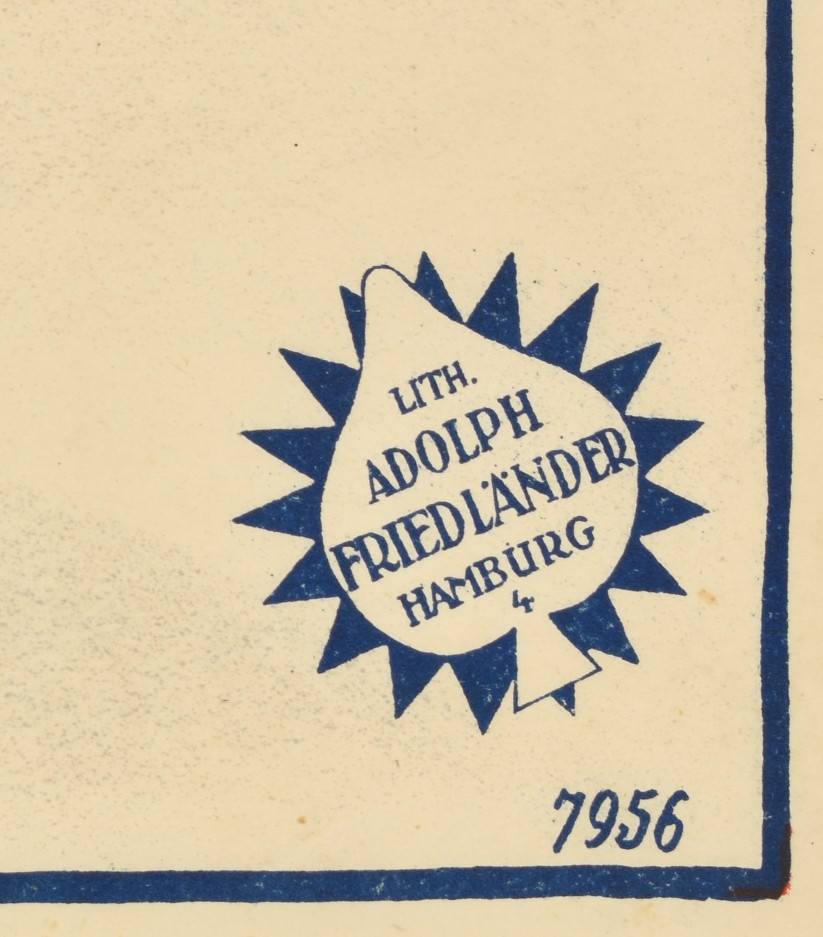 LITH.
ADOLPH
FRIEDLÄNDER
HAMBURG
4
7956